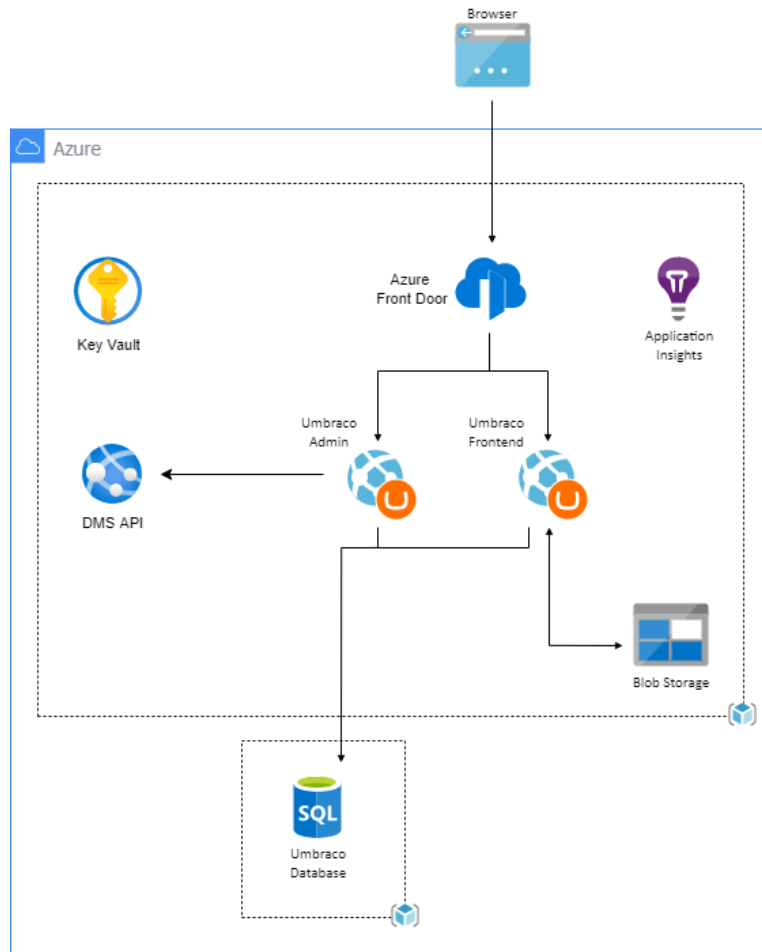 Browser
Azure
Azure
Front Door
Key Vault
Application
Insights
Umbraco
Admin
Umbraco
Frontend
DMS API
Blob Storage
SQL
Umbraco
Database